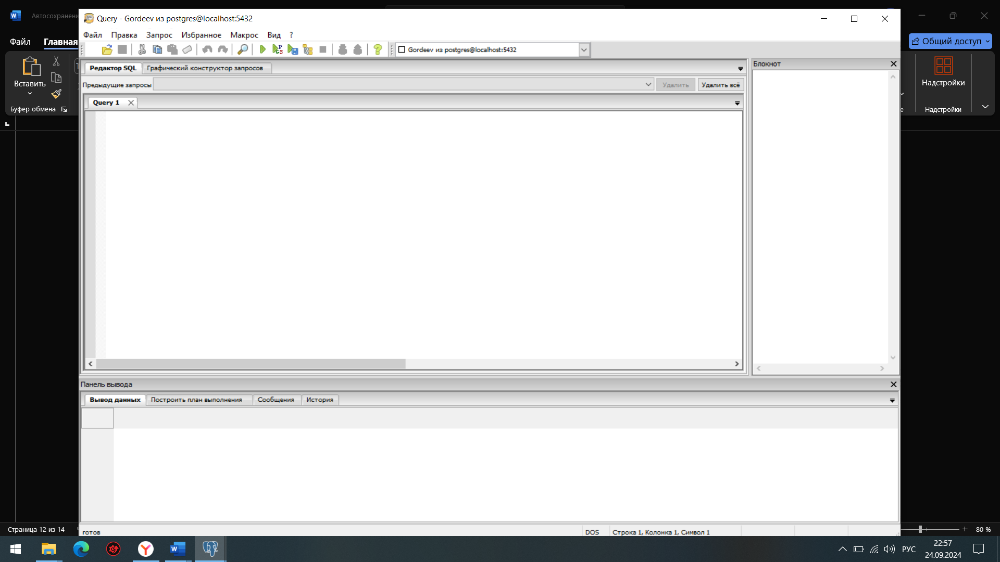 Автосохранени
Query - Gordeev из postgres@localhost:5432
Файл Главная
Общий доступ
Файл Правка Запрос Избранное Макрос Вид ?
Gordeev из postgres@localhost:5432
Вставить
Буфер обмена
Надстройки
Надстройки
Редактор SQL Графический конструктор запросов
Блокнот
Предыдущие запросы Удалить Удалить всё
Query 1
Панель вывода
Вывод данных Построить план выполнения Сообщения История
готов DOS Строка 1, Колонка 1, Символ 1
Страница 12 из 14
80 %
РУС
22:57
24.09.2024